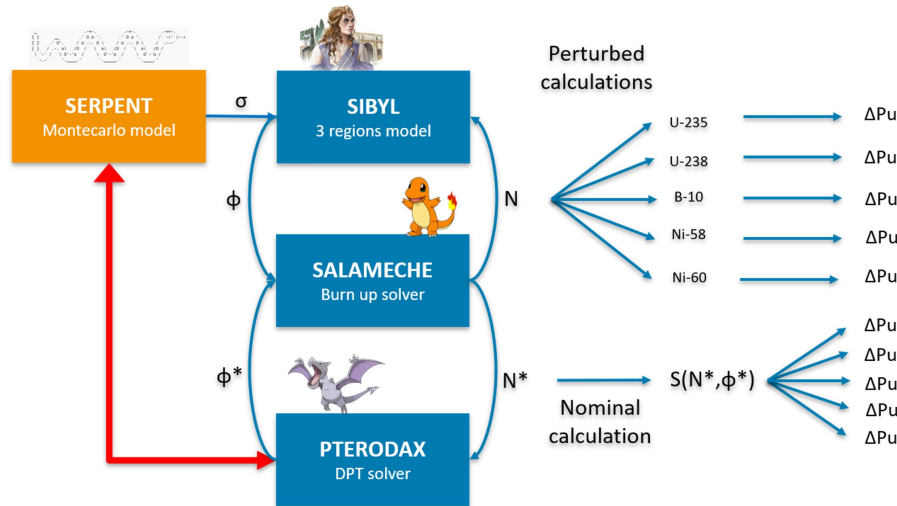 SERPENT
Montecarlo model
σ
SIBYL
3 regions model
ϕ
N
SALAMECHE
Burn up solver
ϕ*
N*
PTERODAX
DPT solver
Perturbed
calculations
U-235
ΔPu
U-238
ΔPu
B-10
ΔPu
Ni-58
ΔPu
Ni-60
ΔPu
Nominal
calculation
S(N*,ϕ*)
ΔPu
ΔPu
ΔPu
ΔPu
ΔPu